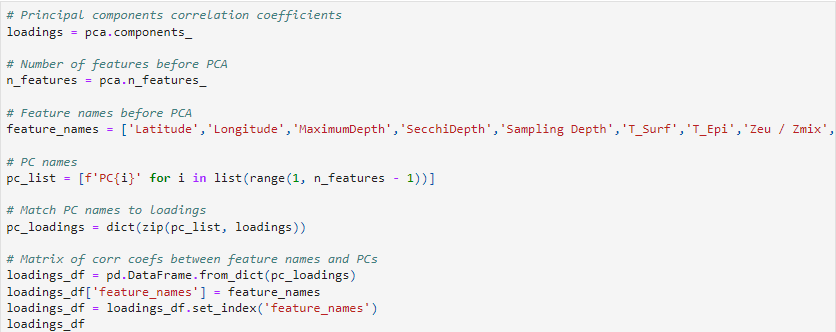 # Principal components correlation coefficients
loadings = pca.components_
# Number of features before PCA
n_features = pca.n_features_
# Feature names before PCA
feature_names = ['Latitude','Longitude','MaximumDepth','SecchiDepth','Sampling Depth','T_Surf','T_Epi','Zeu / Zmix',
# PC names
pc_list = [f'PC{i}' for i in list(range(1, n_features - 1))]
# Match PC names to loadings
pc_loadings = dict(zip(pc_list, loadings))
# Matrix of corr coefs between feature names and PCs
loadings_df = pd.DataFrame.from_dict(pc_loadings)
loadings_df['feature_names'] = feature_names
loadings_df = loadings_df.set_index('feature_names')
loadings_df